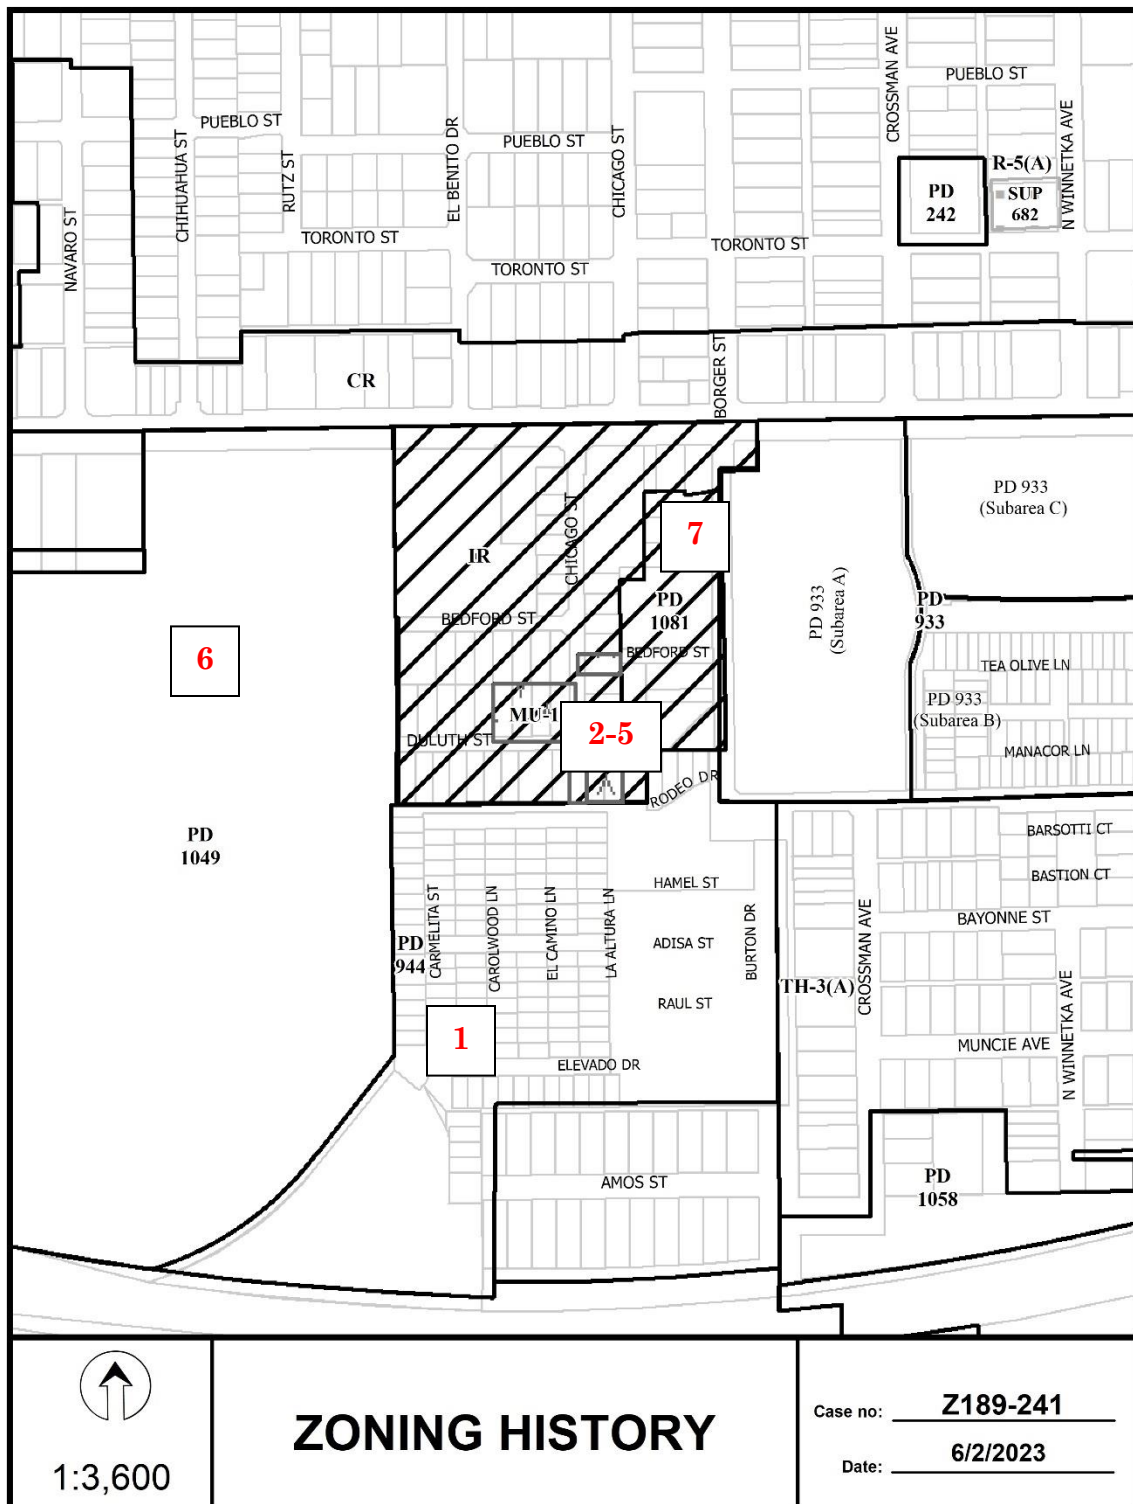 CROSSMAN AVE
PUEBLO ST
PUEBLO ST
PUEBLO ST
CHIHUAHUA ST
RUTZ ST
EL BENITO DR
CHICAGO ST
N WINNETKA AVE
R-5(A)
PD
242
SUP
682
NAVARO ST
TORONTO ST
TORONTO ST
TORONTO ST
BORGER ST
CR
PD 933
(Subarea C)
7
CHICAGO ST
IR
PD
1081
PD 933
(Subarea A)
PD
933
BEDFORD ST
BEDFORD ST
6
TEA OLIVE LN
PD 933
(Subarea B)
MU-1
2-5
DULUTH ST
MANACOR LN
RODEO DR
PD
1049
BARSOTTI CT
BASTION CT
HAMEL ST
BAYONNE ST
CARMELITA ST
CAROLWOOD LN
EL CAMINO LN
LA ALTURA LN
BURTON DR
CROSSMAN AVE
PD
944
ADISA ST
TH-3(A)
RAUL ST
N WINNETKA AVE
1
MUNCIE AVE
ELEVADO DR
AMOS ST
PD
1058
1:3,600
ZONING HISTORY
Case no: Z189-241
Date: 6/2/2023